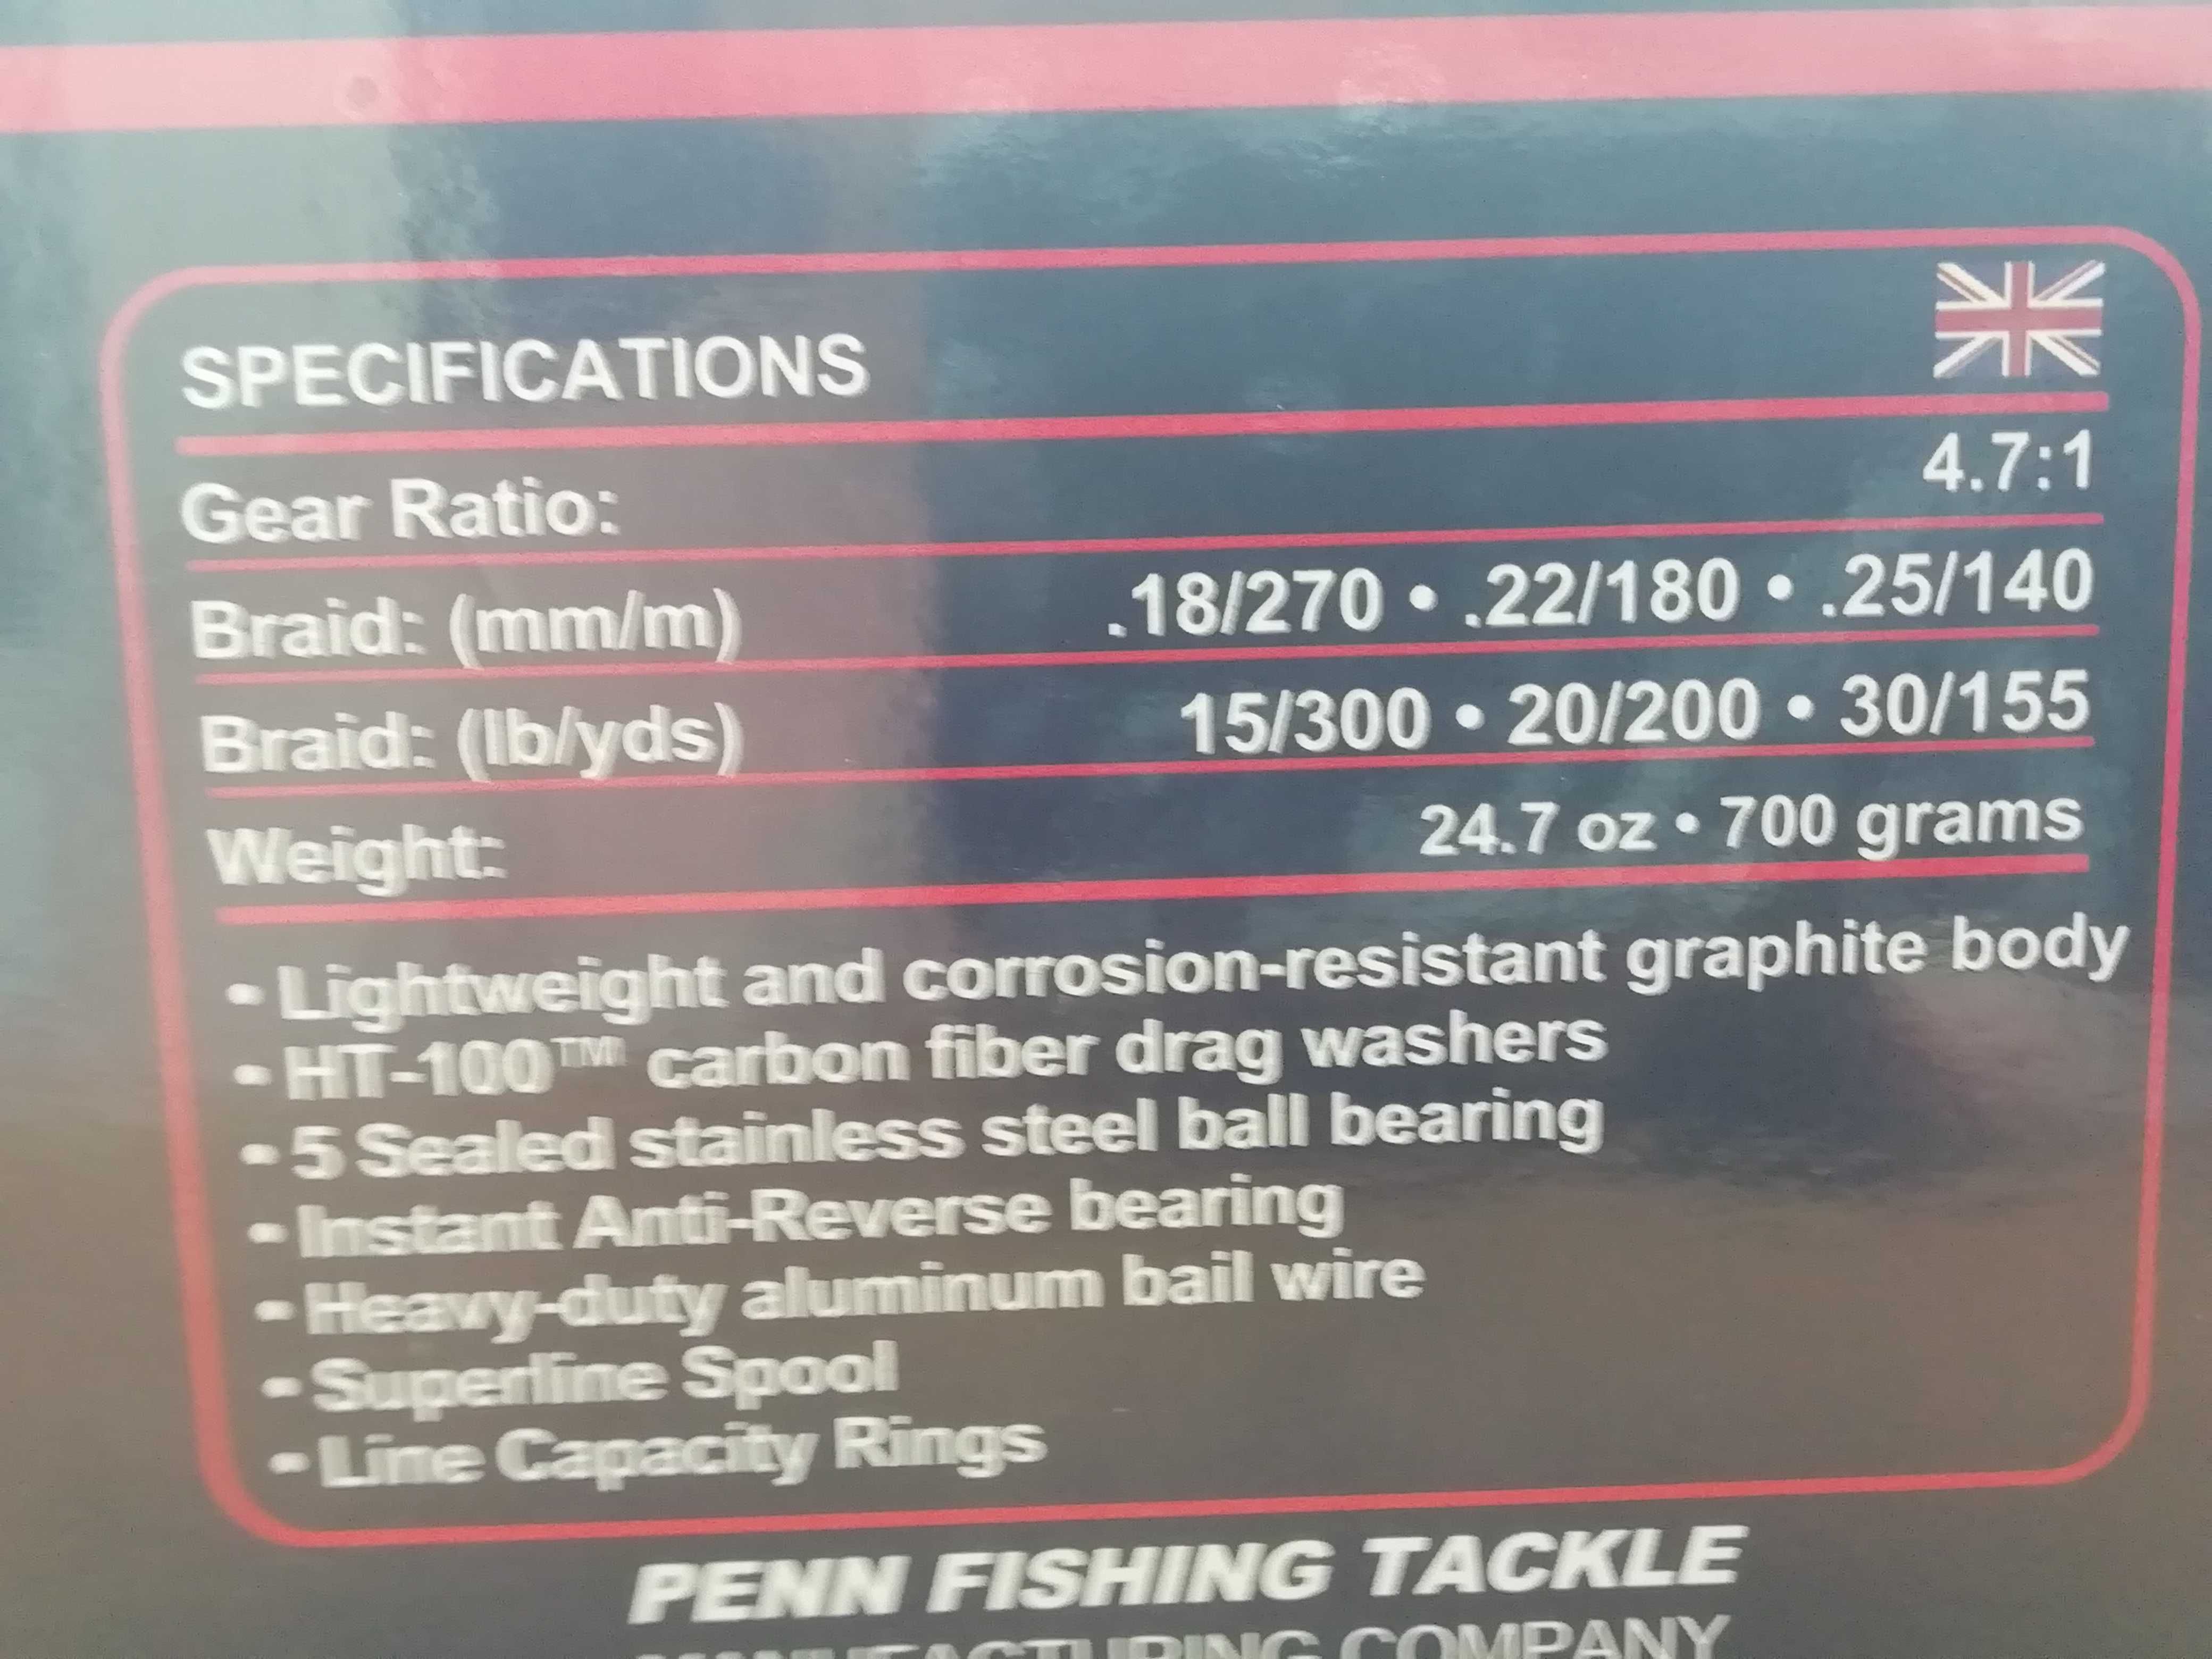 SPECIFICATIONS
Gear Ratio: 4.7:1
Braid: (mm/m) .18/270 • .22/180 • .25/140
Braid: (lb/yds) 15/300 • 20/200 • 30/155
Weight: 24.7 oz • 700 grams
• Lightweight and corrosion-resistant graphite body
• HT-100™ carbon fiber drag washers
• 5 Sealed stainless steel ball bearing
• Instant Anti-Reverse bearing
• Heavy-duty aluminum bail wire
• Superline Spool
• Line Capacity Rings
PENN FISHING TACKLE
MANUFACTURING COMPANY